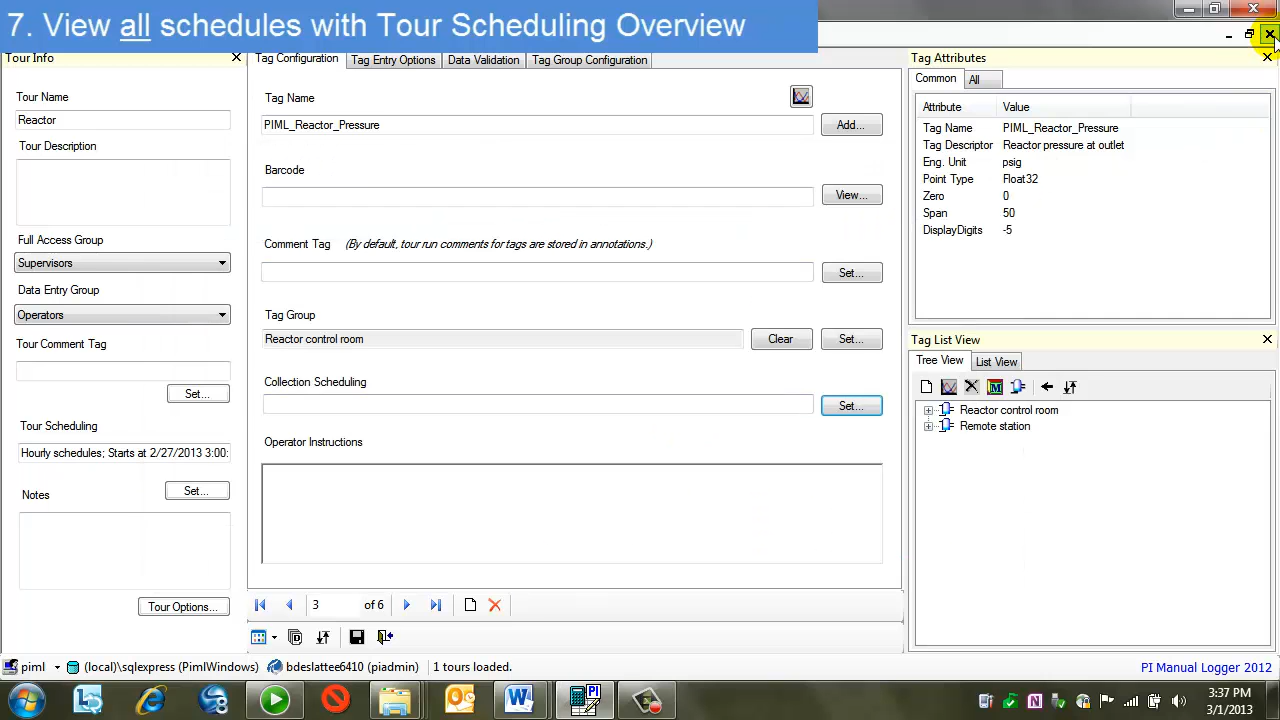 7. View all schedules with Tour Scheduling Overview
Tour Info
Tour Name
Reactor
Tour Description
Full Access Group
Supervisors
Data Entry Group
Operators
Tour Comment Tag
Set...
Tour Scheduling
Hourly schedules; Starts at 2/27/2013 3:00:
Notes
Set...
Tour Options...
Tag Configuration
Tag Entry Options
Data Validation
Tag Group Configuration
Tag Name
PIML_Reactor_Pressure
Add...
Barcode
View...
Comment Tag (By default, tour run comments for tags are stored in annotations.)
Set...
Tag Group
Reactor control room
Clear
Set...
Collection Scheduling
Set...
Operator Instructions
3 of 6
Tag Attributes
Common
All
Attribute Value
Tag Name PIML_Reactor_Pressure
Tag Descriptor Reactor pressure at outlet
Eng. Unit psig
Point Type Float32
Zero 0
Span 50
DisplayDigits -5
Tag List View
Tree View
List View
Reactor control room
Remote station
piml
(local)\sqlexpress (PimlWindows)
bdeslattee6410 (piadmin)
1 tours loaded.
PI Manual Logger 2012
3:37 PM
3/1/2013